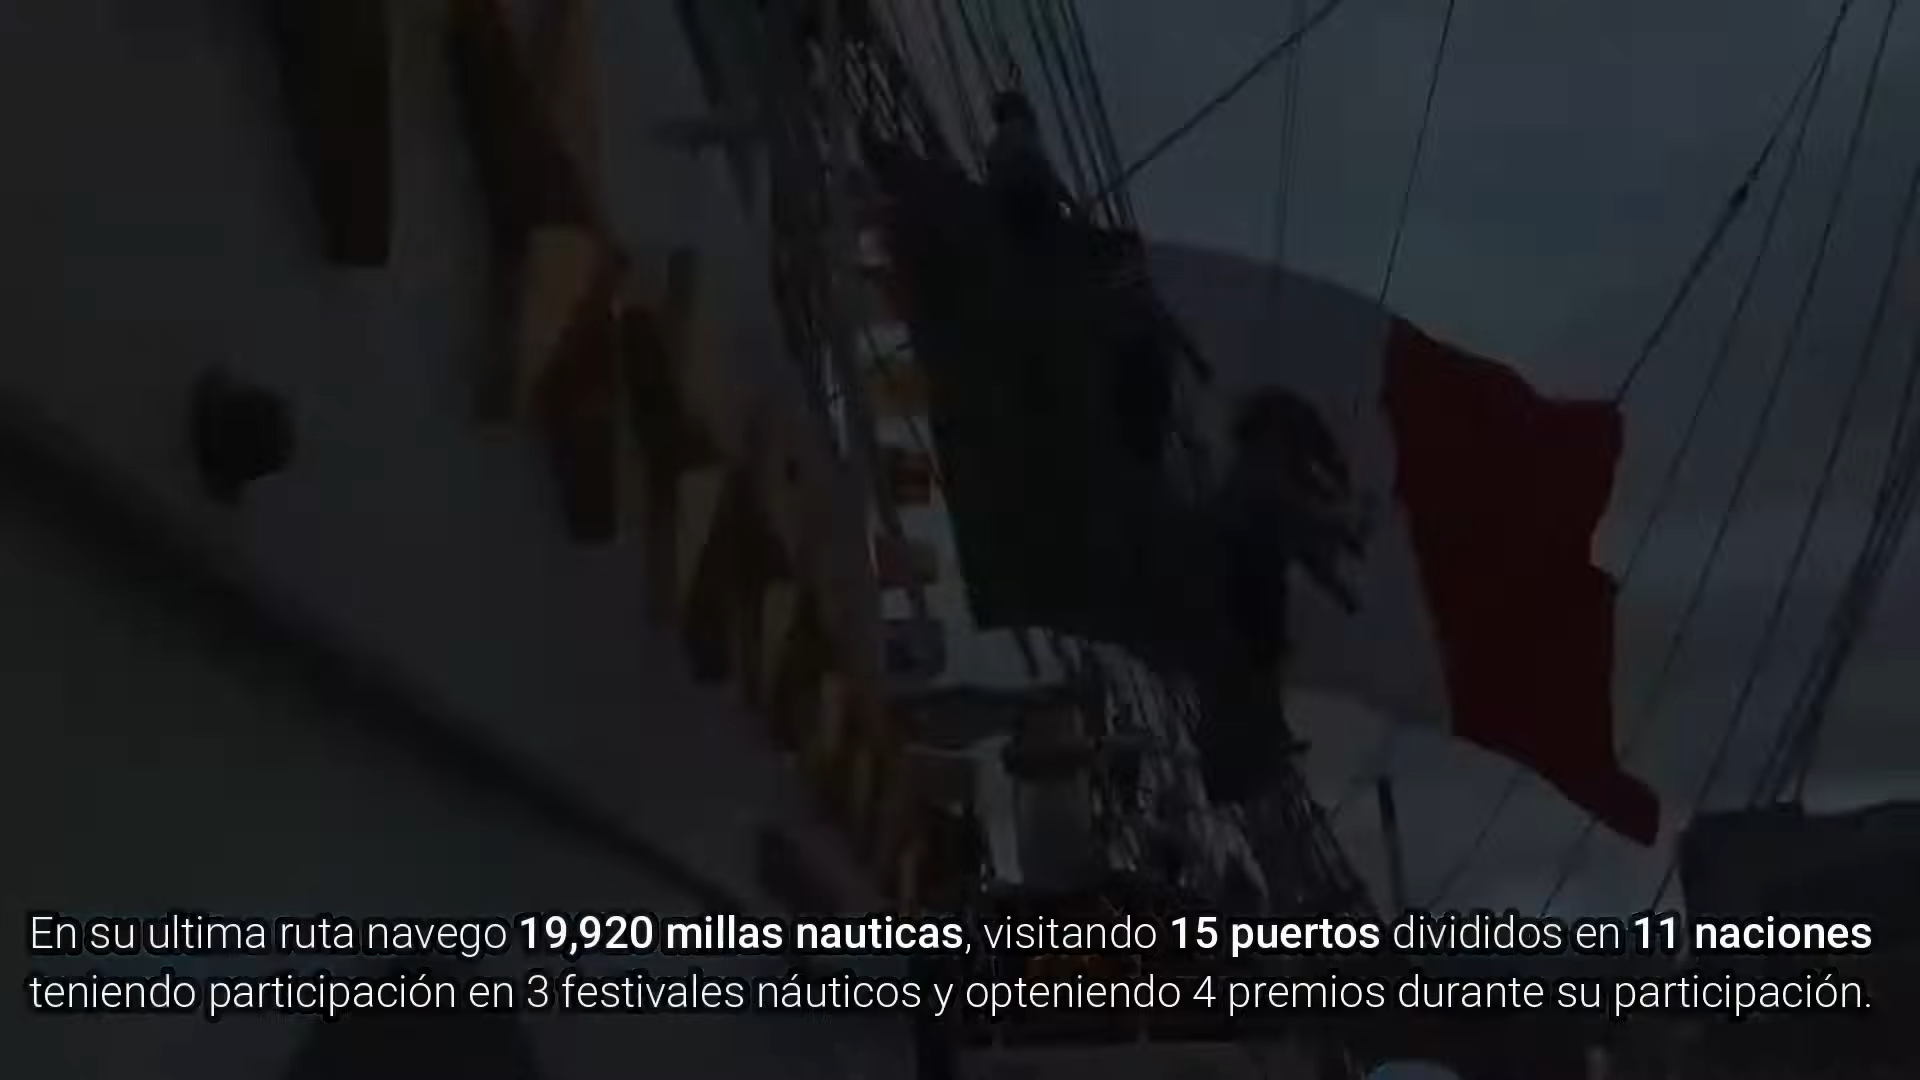 En su ultima ruta navego 19,920 millas nauticas, visitando 15 puertos divididos en 11 naciones
teniendo participación en 3 festivales náuticos y opteniendo 4 premios durante su participación.